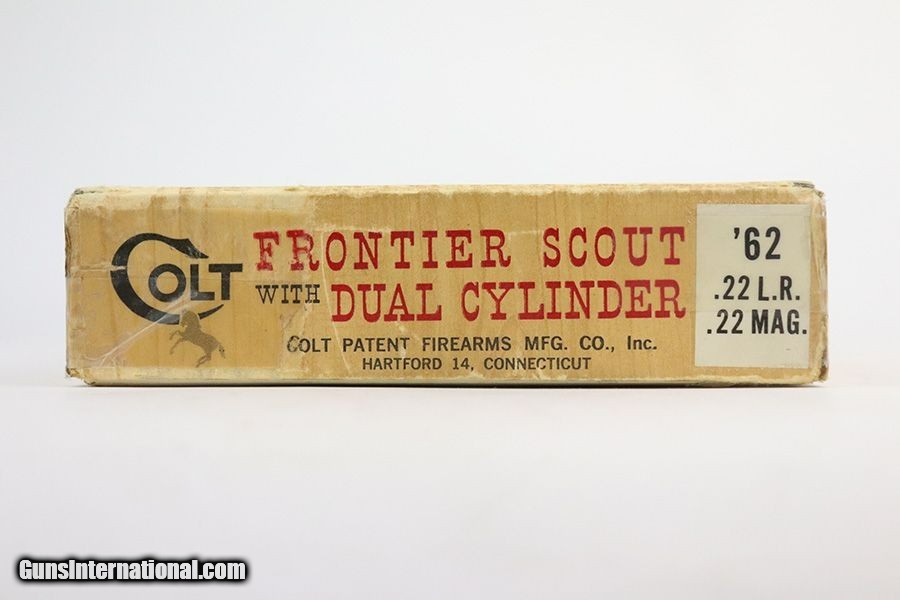 COLT
FRONTIER SCOUT
WITH DUAL CYLINDER
COLT PATENT FIREARMS MFG. CO., Inc.
HARTFORD 14, CONNECTICUT
'62
.22 L.R.
.22 MAG.
GunsInternational.com